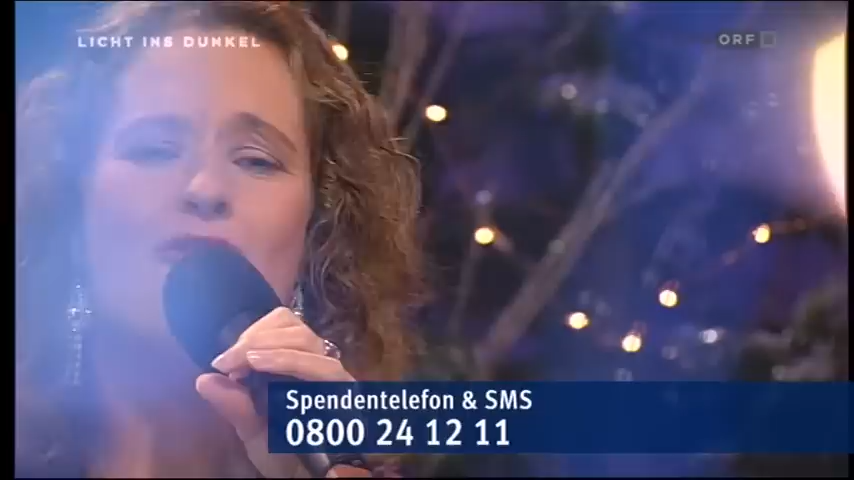 LICHT INS DUNKEL
ORF
Spendentelefon & SMS
0800 24 12 11